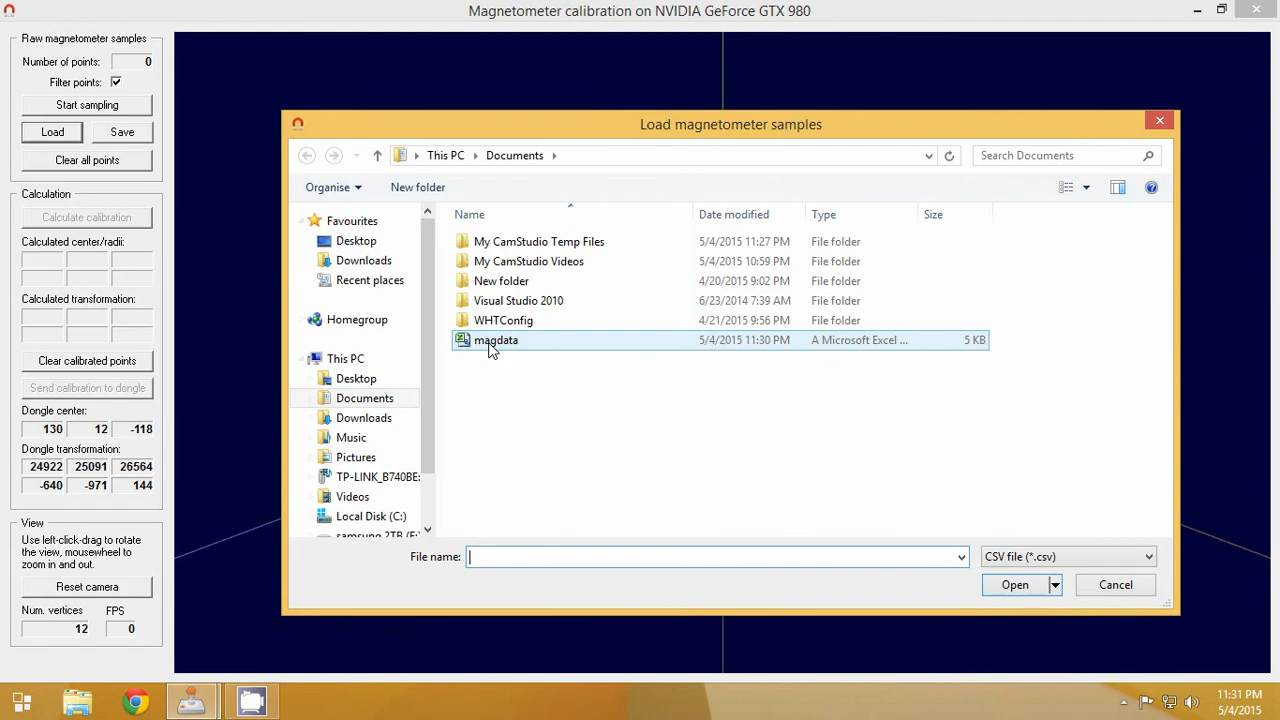 Magnetometer calibration on NVIDIA GeForce GTX 980
Raw magnetometer samples
Number of points: 0
Filter points:
Start sampling
Load Save
Clear all points
Calculation
Calculate calibration
Calculated center/radii:
Calculated transformation:
Clear calibrated points
Send calibration to dongle
Dongle center:
130 12 -118
Dongle transformation:
24922 25091 26564
-640 -971 144
View
Use left-click-drag to rotate
the view, mousewheel to
zoom in and out.
Reset camera
Num. vertices FPS
12 0
Load magnetometer samples
This PC Documents
Search Documents
Organise New folder
Favourites
Desktop
Downloads
Recent places
Homegroup
This PC
Desktop
Documents
Downloads
Music
Pictures
TP-LINK_B740BE:
Videos
Local Disk (C:)
samsung 2TB (F:
Name Date modified Type Size
My CamStudio Temp Files 5/4/2015 11:27 PM File folder
My CamStudio Videos 5/4/2015 10:59 PM File folder
New folder 4/20/2015 9:02 PM File folder
Visual Studio 2010 6/23/2014 7:39 AM File folder
WHTConfig 4/21/2015 9:56 PM File folder
magdata 5/4/2015 11:30 PM A Microsoft Excel ... 5 KB
File name: CSV file (*.csv)
Open Cancel
11:31 PM
5/4/2015